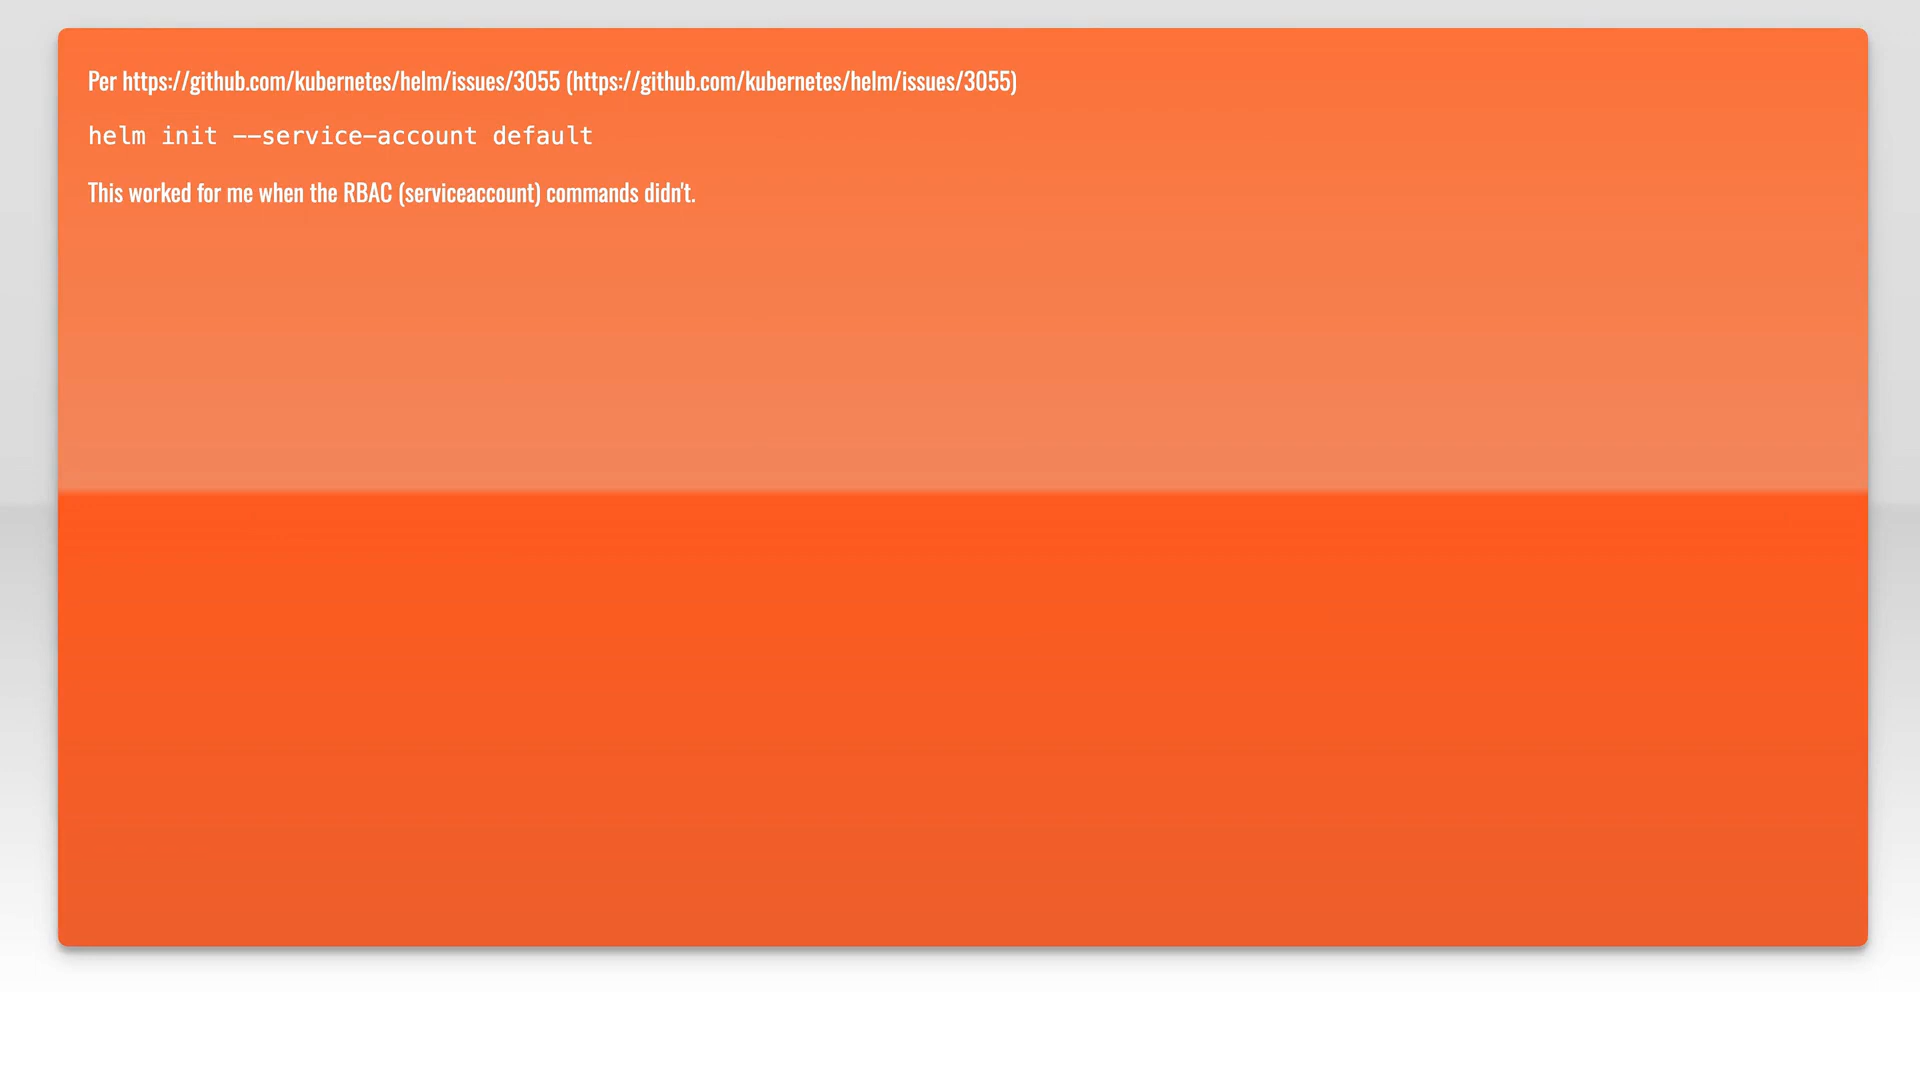 Per https://github.com/kubernetes/helm/issues/3055 (https://github.com/kubernetes/helm/issues/3055)
helm init --service-account default
This worked for me when the RBAC (serviceaccount) commands didn't.